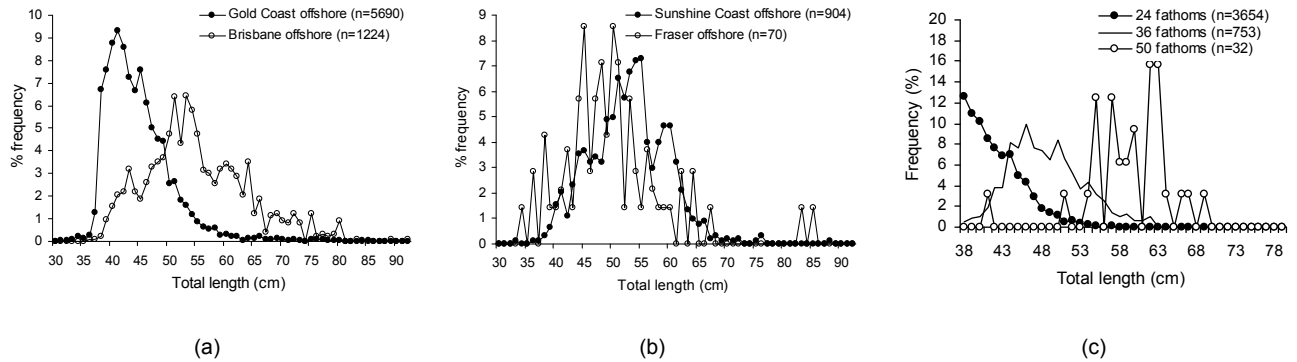 Gold Coast offshore (n=5690)
Brisbane offshore (n=1224)
% frequency
10
9
8
7
6
5
4
3
2
1
0
30 35 40 45 50 55 60 65 70 75 80 85 90
Total length (cm)
(a)
Sunshine Coast offshore (n=904)
Fraser offshore (n=70)
% frequency
9
8
7
6
5
4
3
2
1
0
30 35 40 45 50 55 60 65 70 75 80 85 90
Total length (cm)
(b)
24 fathoms (n=3654)
36 fathoms (n=753)
50 fathoms (n=32)
Frequency (%)
20
18
16
14
12
10
8
6
4
2
0
38 43 48 53 58 63 68 73 78
Total length (cm)
(c)